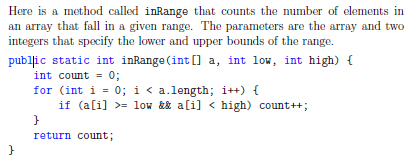 Here is a method called inRange that counts the number of elements in
an array that fall in a given range. The parameters are the array and two
integers that specify the lower and upper bounds of the range.
public static int inRange(int[] a, int low, int high) {
    int count = 0;
    for (int i = 0; i < a.length; i++) {
        if (a[i] >= low && a[i] < high) count++;
    }
    return count;
}